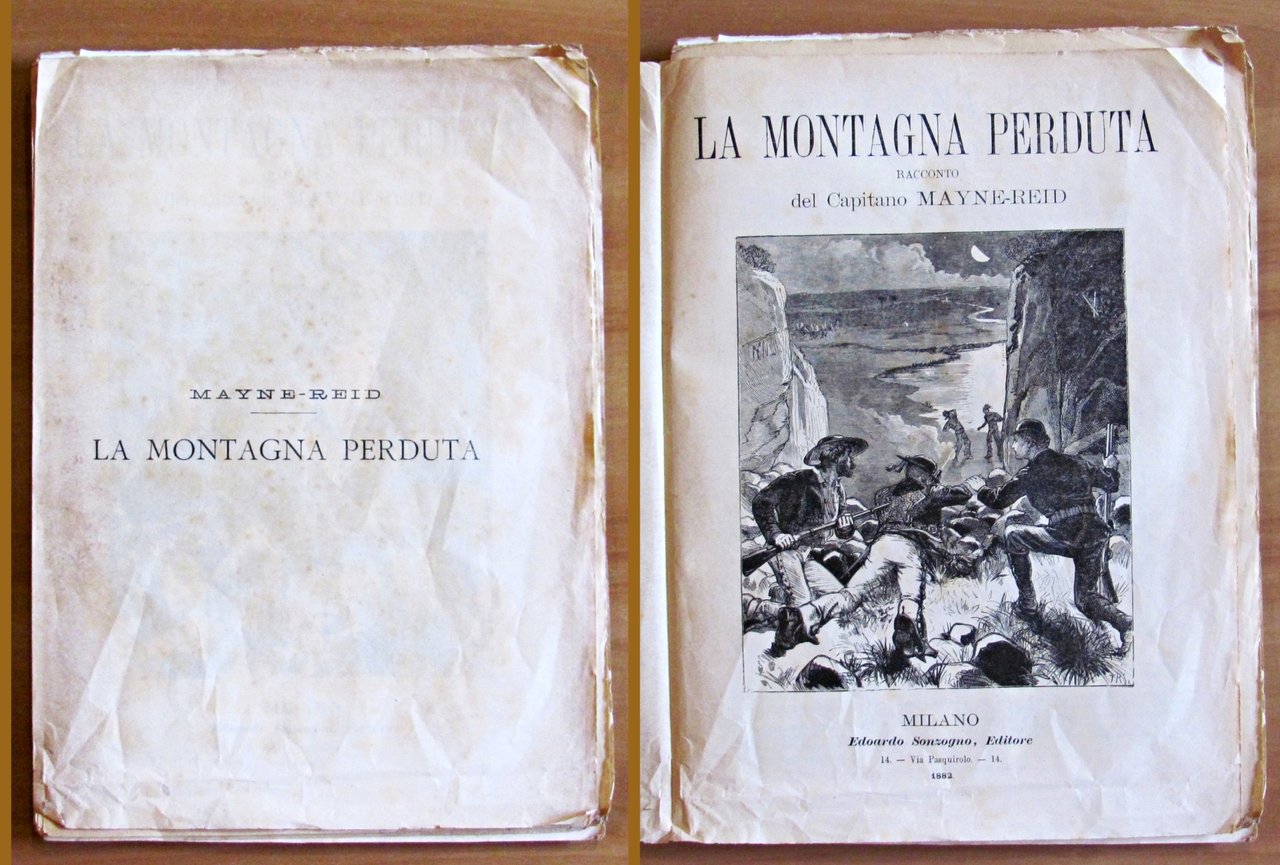 MAYNE-REID
LA MONTAGNA PERDUTA
LA MONTAGNA PERDUTA
RACCONTO
del Capitano MAYNE-REID
MILANO
Edoardo Sonzogno, Editore
14. — Via Pasquirolo. — 14.
1882.